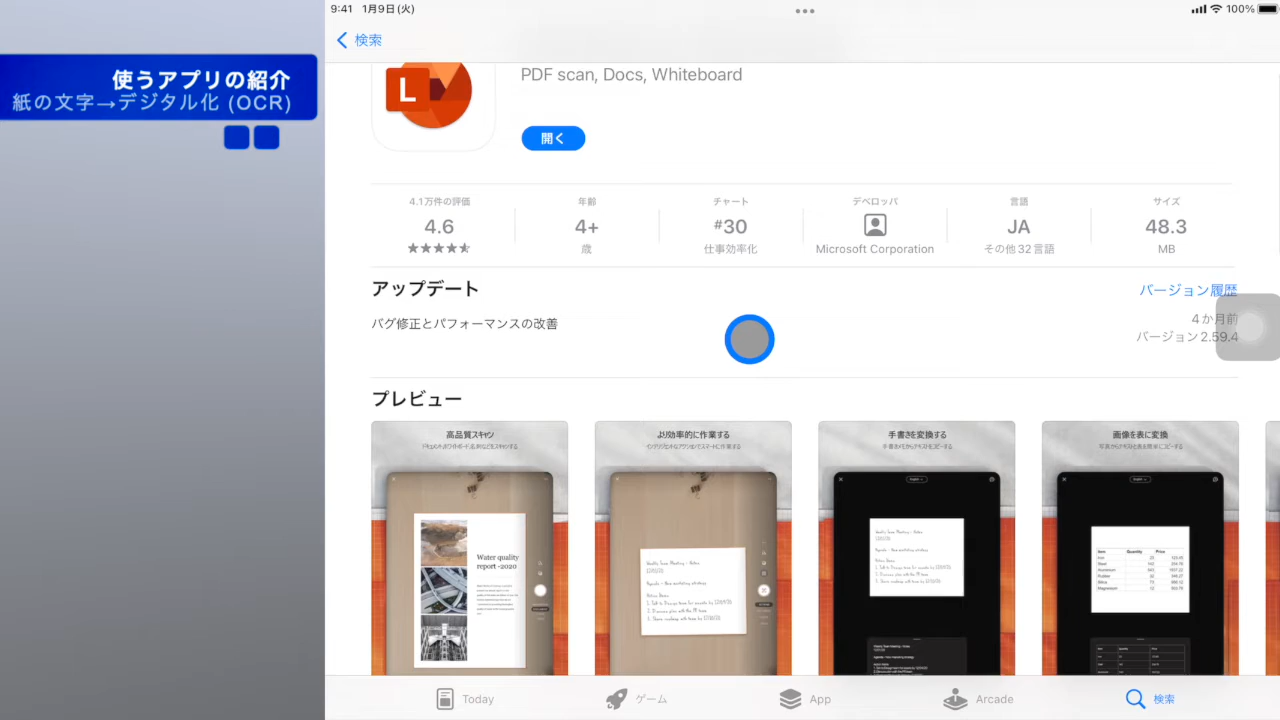 使うアプリの紹介
紙の文字→デジタル化 (OCR)
9:41 1月9日(火)
100%
検索
L
PDF scan, Docs, Whiteboard
開く
4.1万件の評価
4.6
年齢
4+
歳
チャート
#30
仕事効率化
デベロッパ
Microsoft Corporation
言語
JA
その他 32 言語
サイズ
48.3
MB
アップデート
バージョン履歴
バグ修正とパフォーマンスの改善
4 か月前
バージョン 2.59.4
プレビュー
高品質スキャン
より効率的に作業する
手書きを変換する
画像を表に変換
Water quality
report -2020
Item Quantity Price
Today
ゲーム
App
Arcade
検索